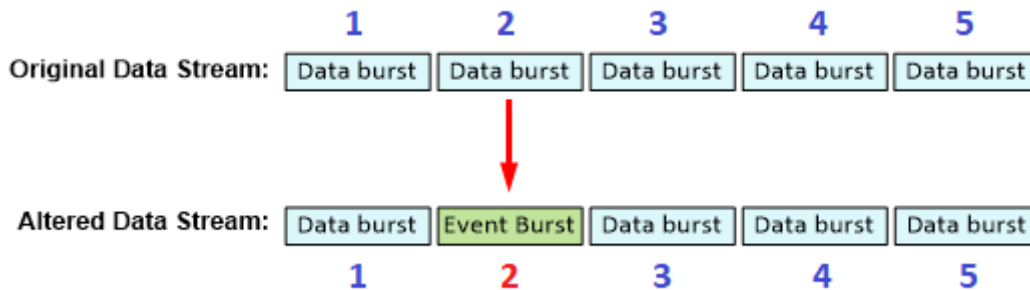 1 2 3 4 5
Original Data Stream: Data burst Data burst Data burst Data burst Data burst
Altered Data Stream: Data burst Event Burst Data burst Data burst Data burst
1 2 3 4 5